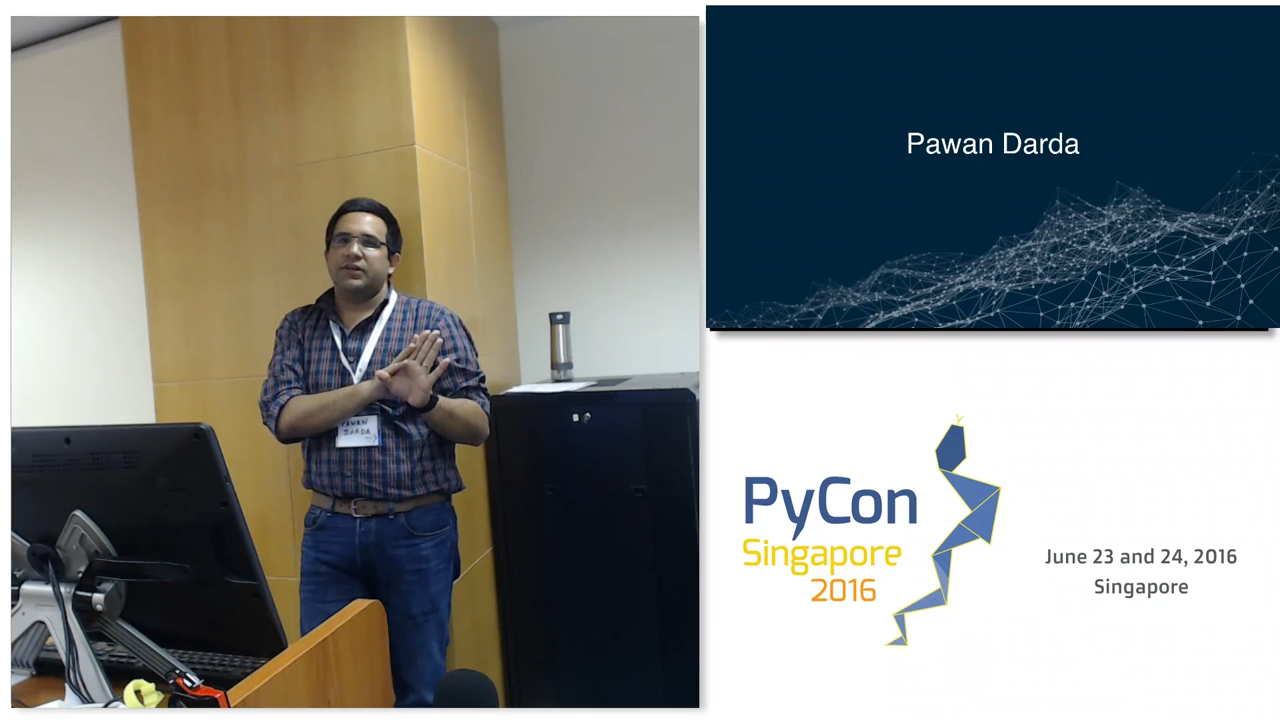 PAWAN
DARDA
Pawan Darda
PyCon
Singapore
2016
June 23 and 24, 2016
Singapore